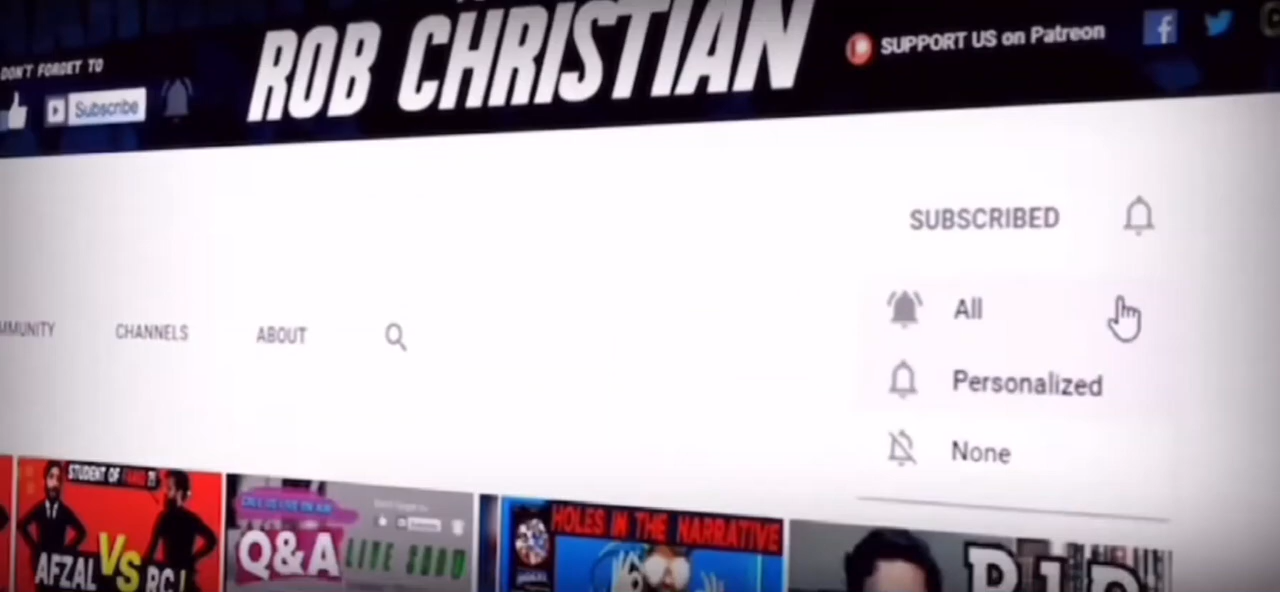 DON'T FORGET TO
Subscribe
ROB CHRISTIAN
SUPPORT US on Patreon
SUBSCRIBED
All
Personalized
None
MMUNITY
CHANNELS
ABOUT
STUDENT OF
AFZAL VS RC!
Q&A LIVE
HOLES IN THE NARRATIVE
RIP